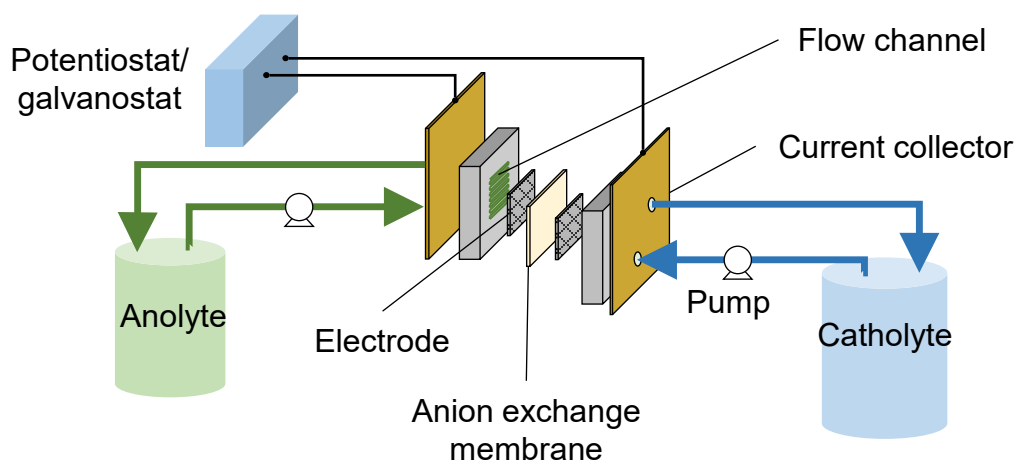 Potentiostat/
galvanostat
Flow channel
Current collector
Anolyte
Electrode
Pump
Catholyte
Anion exchange
membrane